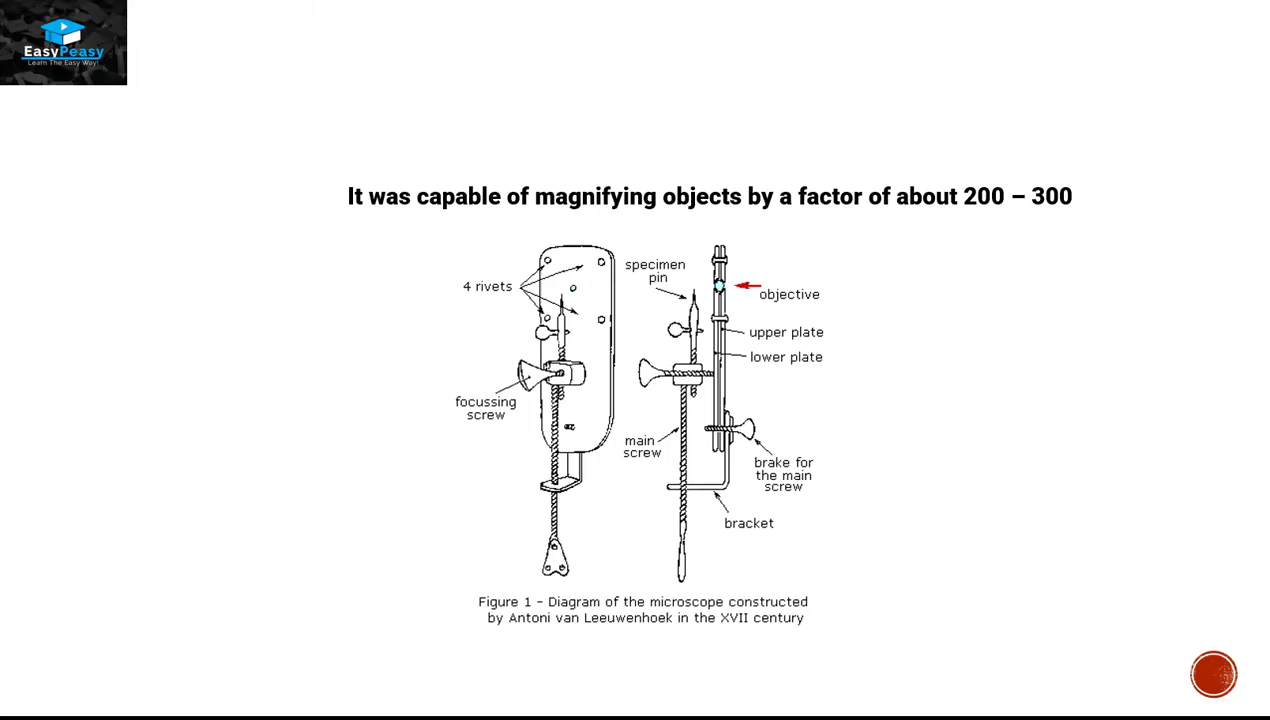 EasyPeasy
Learn The Easy Way!
It was capable of magnifying objects by a factor of about 200 – 300
4 rivets
specimen
pin
objective
upper plate
lower plate
focussing
screw
main
screw
brake for
the main
screw
bracket
Figure 1 - Diagram of the microscope constructed
by Antoni van Leeuwenhoek in the XVII century